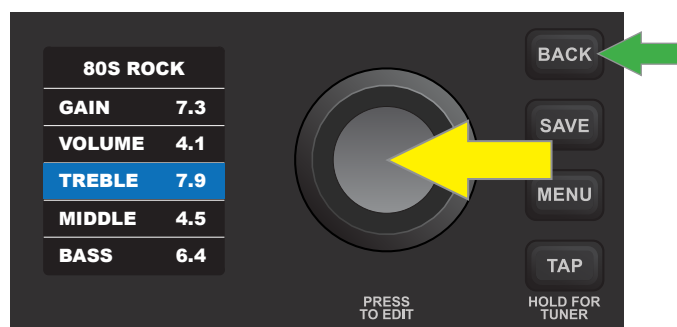 80S ROCK
GAIN 7.3
VOLUME 4.1
TREBLE 7.9
MIDDLE 4.5
BASS 6.4
PRESS
TO EDIT
BACK
SAVE
MENU
TAP
HOLD FOR
TUNER